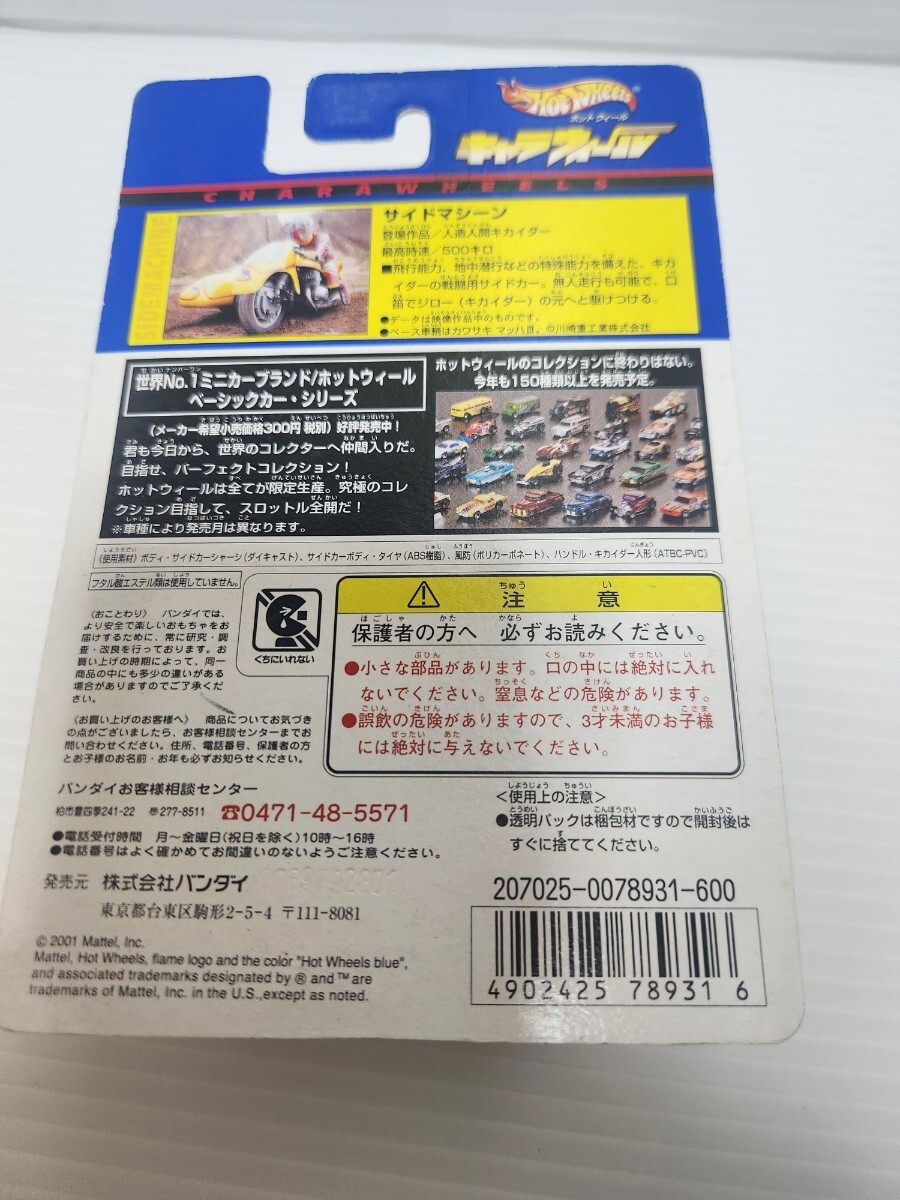 Hot Wheels®
ホットウィール
キャラウィール
CHARAWHEELS
SIDEMACHINE
サイドマシーン
登場作品/人造人間キカイダー
最高時速/500キロ
■飛行能力、地中潜行などの特殊能力を備えた、キカ
イダーの戦闘用サイドカー。無人走行も可能で、口
笛でジロー(キカイダー)の元へと駆けつける。
●データは映像作品中のものです。
●ベース車輌はカワサキ マッハⅢ。©川崎重工業株式会社
世界No.1ミニカーブランド/ホットウィール
ベーシックカー・シリーズ
(メーカー希望小売価格300円 税別)好評発売中!
君も今日から、世界のコレクターへ仲間入りだ。
目指せ、パーフェクトコレクション!
ホットウィールは全てが限定生産。究極のコレ
クション目指して、スロットル全開だ!
※車種により発売月は異なります。
ホットウィールのコレクションに終わりはない。
今年も150種類以上を発売予定。
〈使用素材〉ボディ・サイドカーシャーシ(ダイキャスト)、サイドカーボディ・タイヤ(ABS樹脂)、風防(ポリカーボネート)、ハンドル・キカイダー人形(ATBC-PVC)
フタル酸エステル類は使用していません。
〈おことわり〉 バンダイでは、
より安全で楽しいおもちゃをお
届けするために、常に研究・調
査・改良を行っております。お
買い上げの時期によって、同一
商品の中にも多少の違いがある
場合がありますのでご了承くだ
さい。
くちにいれない
注意
保護者の方へ 必ずお読みください。
●小さな部品があります。口の中には絶対に入れ
ないでください。窒息などの危険があります。
●誤飲の危険がありますので、3才未満のお子様
には絶対に与えないでください。
〈お買い上げのお客様へ〉 商品についてお気づき
の点がございましたら、お客様相談センターまでお
問い合わせください。住所、電話番号、保護者の方
とお子様のお名前・お年も必ずお知らせください。
バンダイお客様相談センター
柏市豊四季241-22 〒277-8511 ☎0471-48-5571
●電話受付時間 月~金曜日(祝日を除く)10時~16時
●電話番号はよく確かめてお間違いのないようご注意ください。
発売元 株式会社バンダイ
東京都台東区駒形2-5-4 〒111-8081
<使用上の注意>
●透明パックは梱包材ですので開封後は
すぐに捨ててください。
207025-0078931-600
4902425 78931 6
© 2001 Mattel, Inc.
Mattel, Hot Wheels, flame logo and the color "Hot Wheels blue",
and associated trademarks designated by ® and ™ are
trademarks of Mattel, Inc. in the U.S.,except as noted.